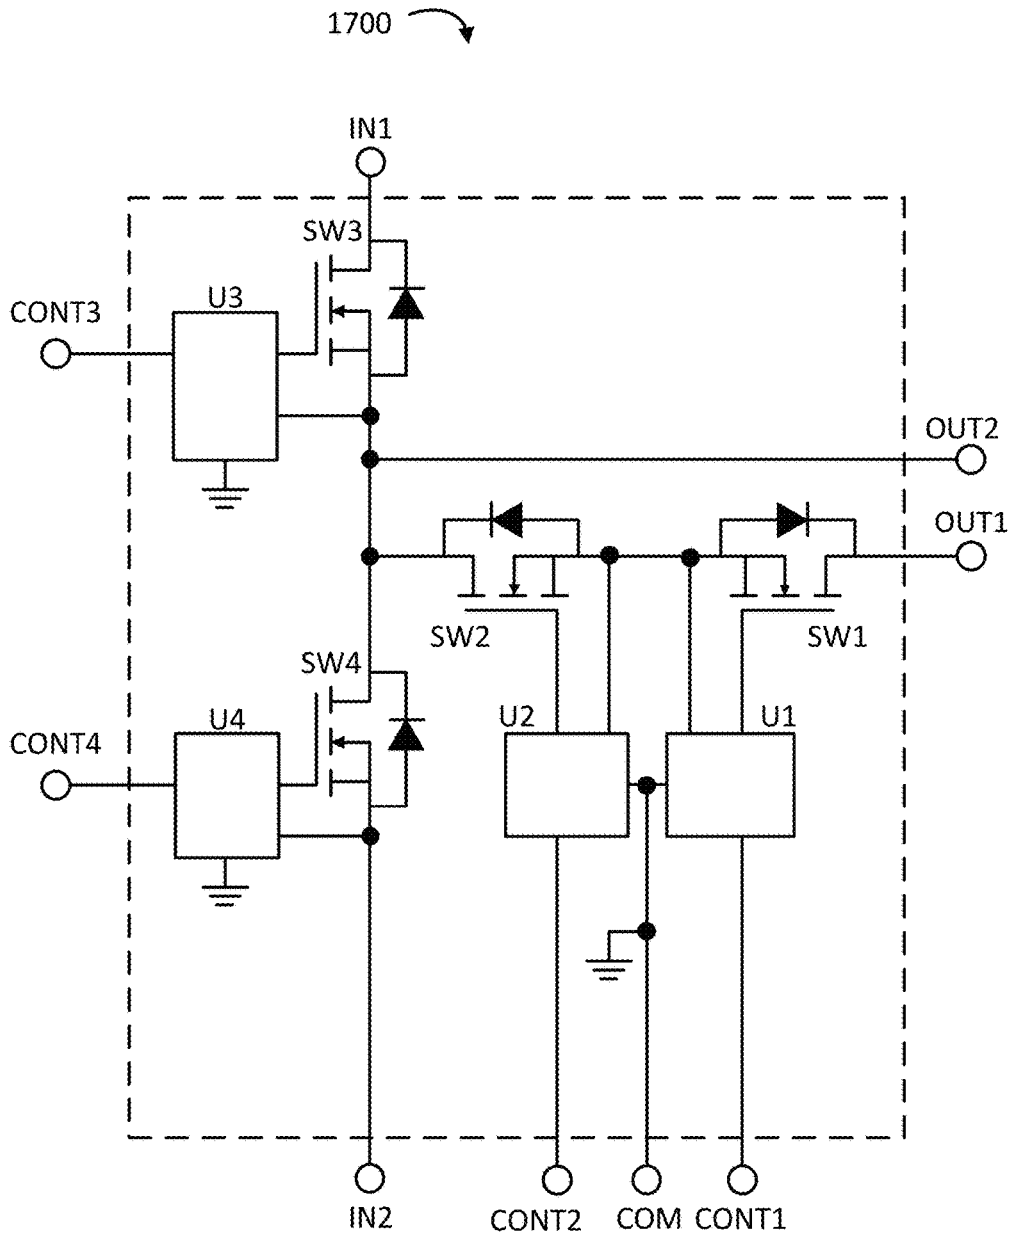 1700
IN1
SW3
U3
CONT3
OUT2
OUT1
SW2
SW1
SW4
U4
U2
U1
CONT4
IN2
CONT2
COM
CONT1